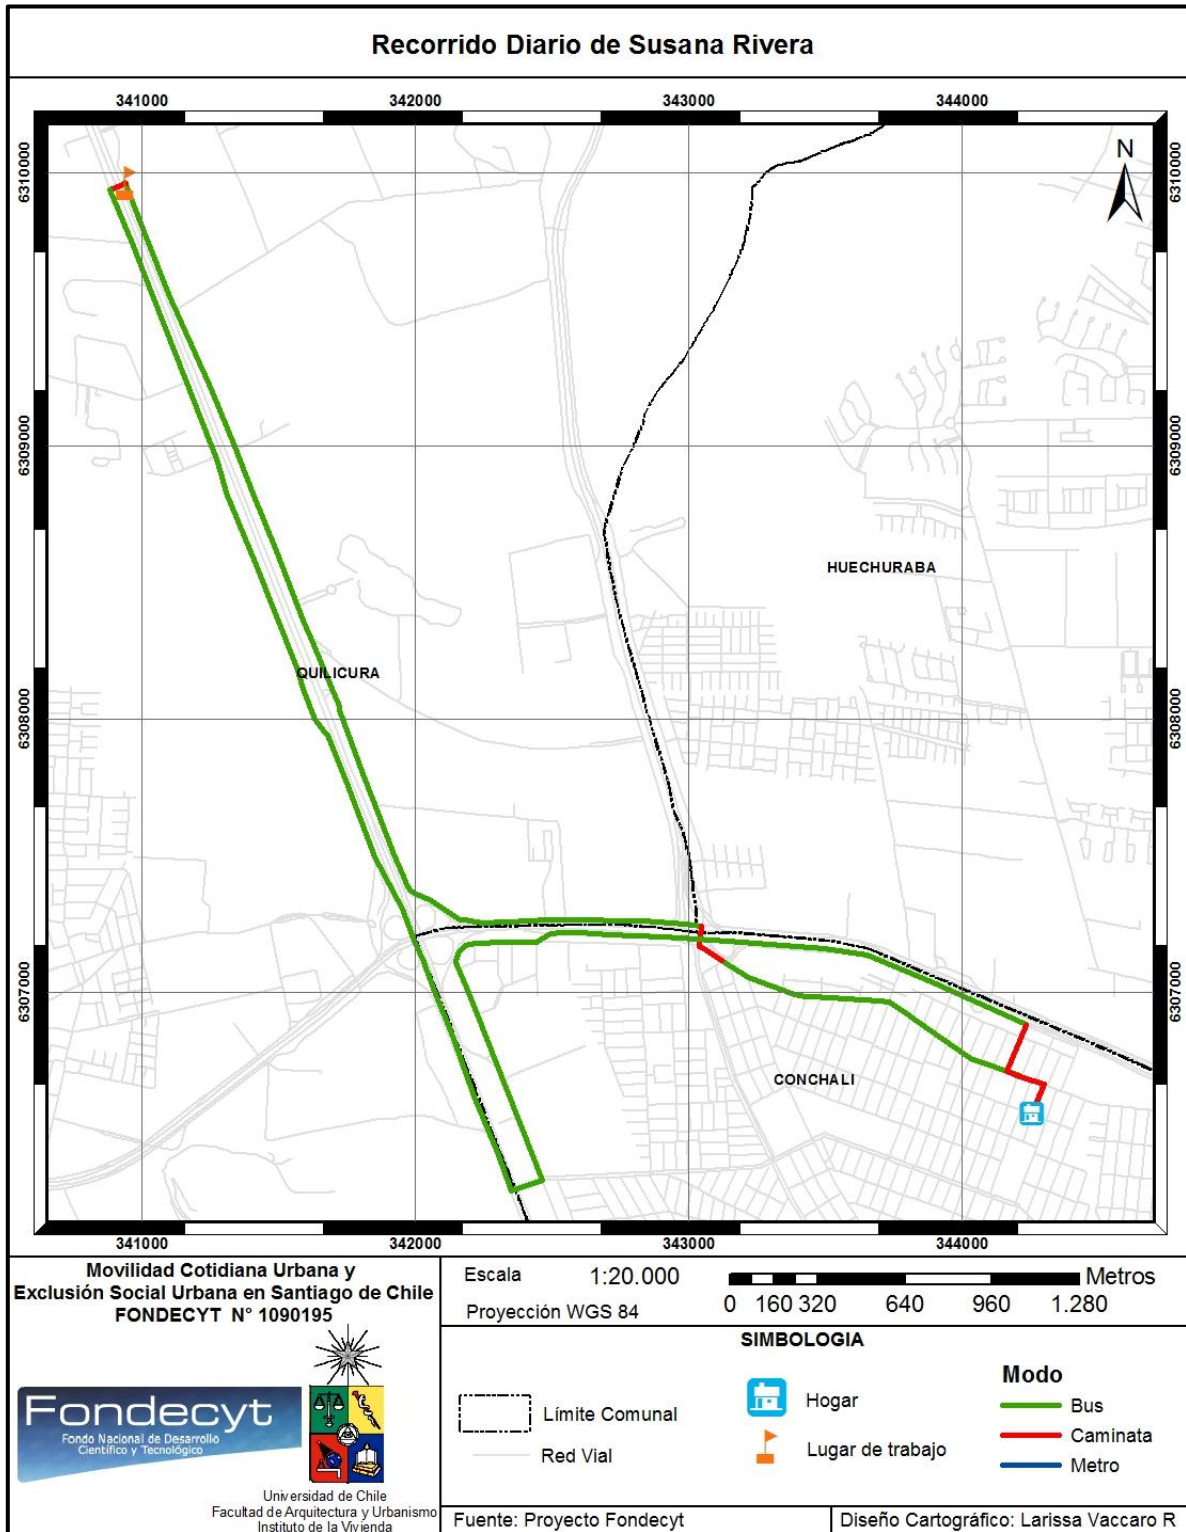 Recorrido Diario de Susana Rivera
341000 342000 343000 344000
N
6310000 6310000
6309000 6309000
HUECHURABA
QUILICURA
6308000 6308000
6307000 6307000
CONCHALI
341000 342000 343000 344000
Movilidad Cotidiana Urbana y
Exclusión Social Urbana en Santiago de Chile
FONDECYT N° 1090195
Fondecyt
Fondo Nacional de Desarrollo
Científico y Tecnológico
Universidad de Chile
Facultad de Arquitectura y Urbanismo
Instituto de la Vivienda
Escala 1:20.000
Proyección WGS 84
Metros
0 160 320 640 960 1.280
SIMBOLOGIA
Límite Comunal
Red Vial
Hogar
Lugar de trabajo
Modo
Bus
Caminata
Metro
Fuente: Proyecto Fondecyt
Diseño Cartográfico: Larissa Vaccaro R